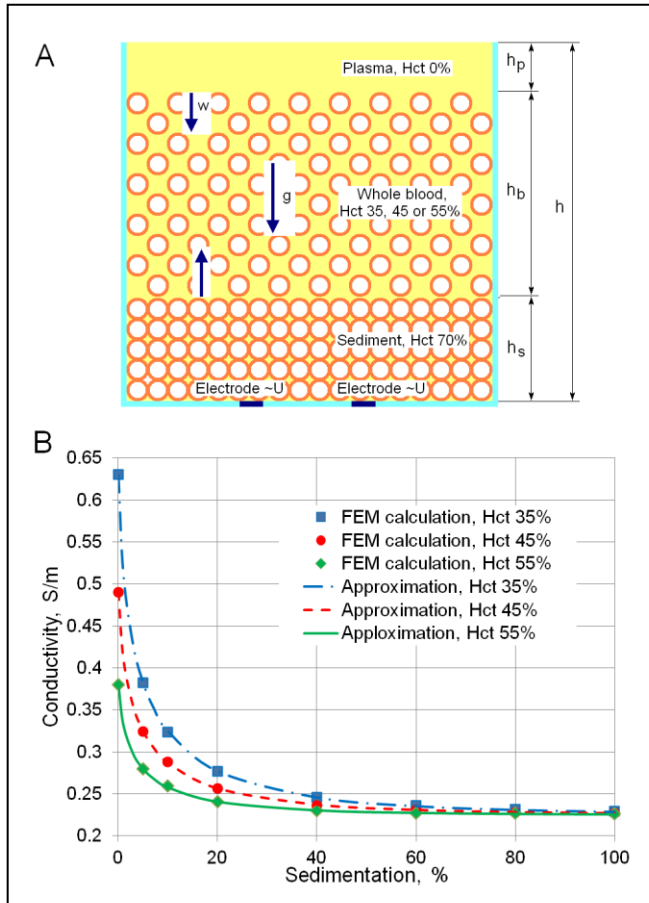 A
Plasma, Hct 0%
h_p
w
g
Whole blood,
Hct 35, 45 or 55%
h_b
h
Sediment, Hct 70%
h_s
Electrode ~U Electrode ~U
B
0.65
0.6
0.55
0.5
0.45
0.4
0.35
0.3
0.25
0.2
Conductivity, S/m
FEM calculation, Hct 35%
FEM calculation, Hct 45%
FEM calculation, Hct 55%
Approximation, Hct 35%
Approximation, Hct 45%
Apploximation, Hct 55%
0 20 40 60 80 100
Sedimentation, %